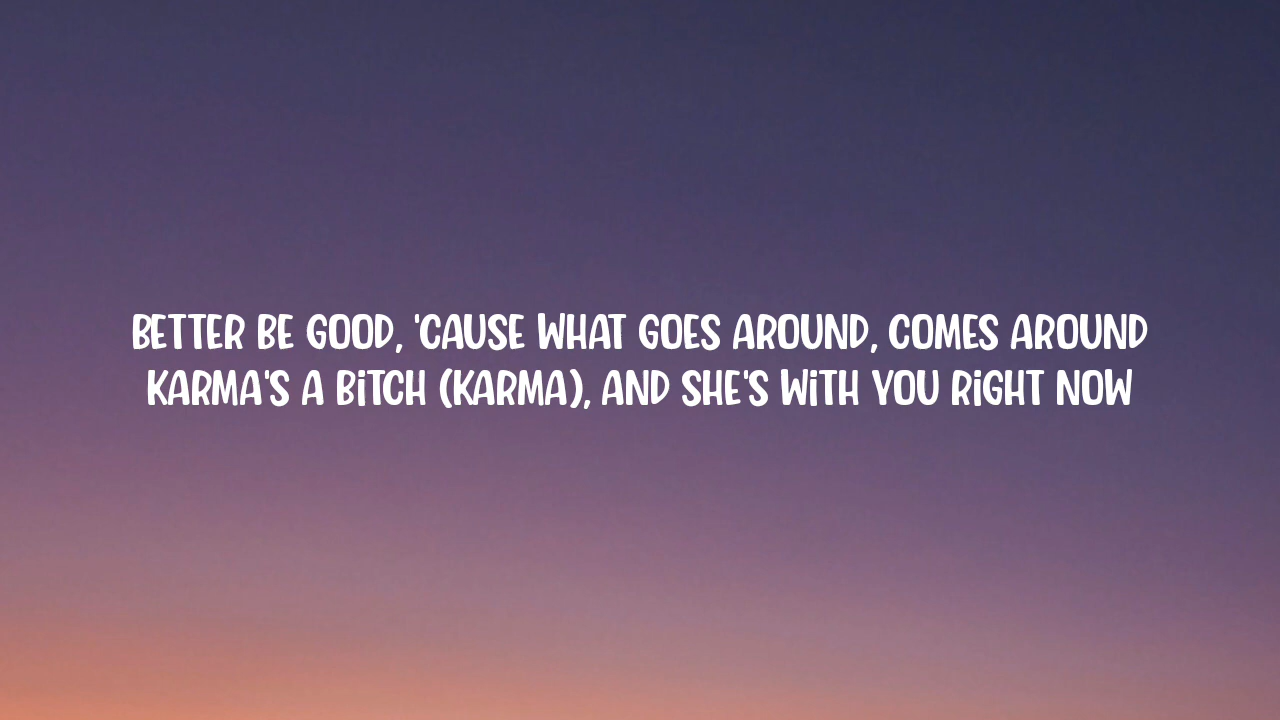 BETTER BE GOOD, 'CAUSE WHAT GOES AROUND, COMES AROUND
KARMA'S A BiTCH (KARMA), AND SHE'S WiTH YOU RiGHT NOW